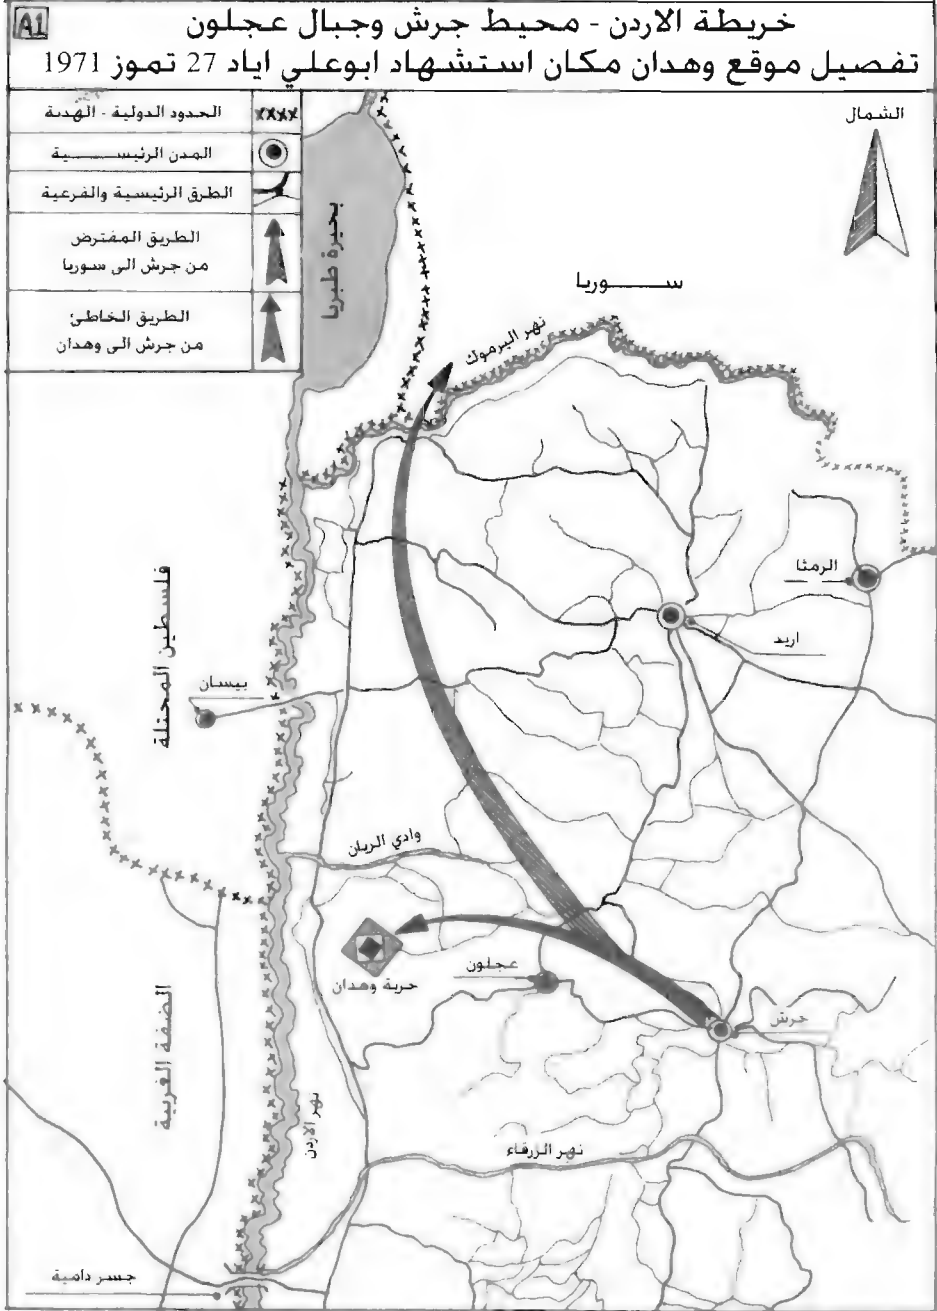 A1
خريطة الاردن - محيط جرش وجبال عجلون
تفصيل موقع وهدان مكان استشهاد ابوعلي اياد 27 تموز 1971
الحدود الدولية - الهدنة
المدن الرئيســـــية
الطرق الرئيسية والفرعية
الطريق المفترض
من جرش الى سوريا
الطريق الخاطئ
من جرش الى وهدان
الشمال
بحيرة طبريا
ســـــوريا
نهر اليرموك
الرمثا
اربد
فلسطين المحتلة
بيسان
وادي الريان
عجلون
خربة وهدان
جرش
الضفة الغربية
نهر الاردن
نهر الزرقاء
جسر دامية